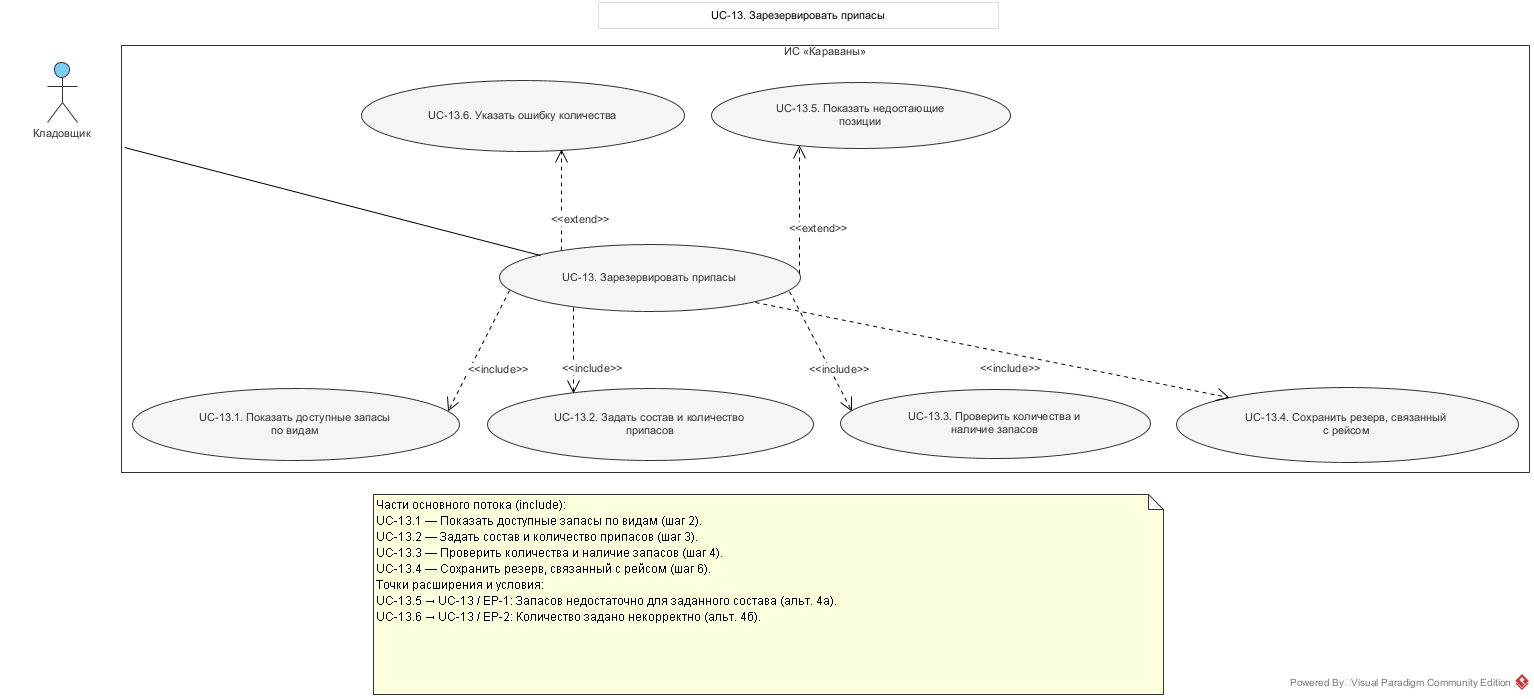 UC-13. Зарезервировать припасы
ИС «Караваны»
Кладовщик
UC-13.6. Указать ошибку количества
UC-13.5. Показать недостающие
позиции
<<extend>>
<<extend>>
UC-13. Зарезервировать припасы
<<include>>
<<include>>
<<include>>
<<include>>
UC-13.1. Показать доступные запасы
по видам
UC-13.2. Задать состав и количество
припасов
UC-13.3. Проверить количества и
наличие запасов
UC-13.4. Сохранить резерв, связанный
с рейсом
Части основного потока (include):
UC-13.1 — Показать доступные запасы по видам (шаг 2).
UC-13.2 — Задать состав и количество припасов (шаг 3).
UC-13.3 — Проверить количества и наличие запасов (шаг 4).
UC-13.4 — Сохранить резерв, связанный с рейсом (шаг 6).
Точки расширения и условия:
UC-13.5 → UC-13 / EP-1: Запасов недостаточно для заданного состава (альт. 4а).
UC-13.6 → UC-13 / EP-2: Количество задано некорректно (альт. 4б).
Powered By Visual Paradigm Community Edition